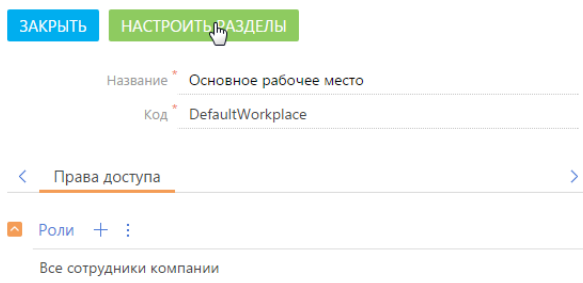 ЗАКРЫТЬ НАСТРОИТЬ РАЗДЕЛЫ
Название * Основное рабочее место
Код * DefaultWorkplace
Права доступа
Роли
Все сотрудники компании